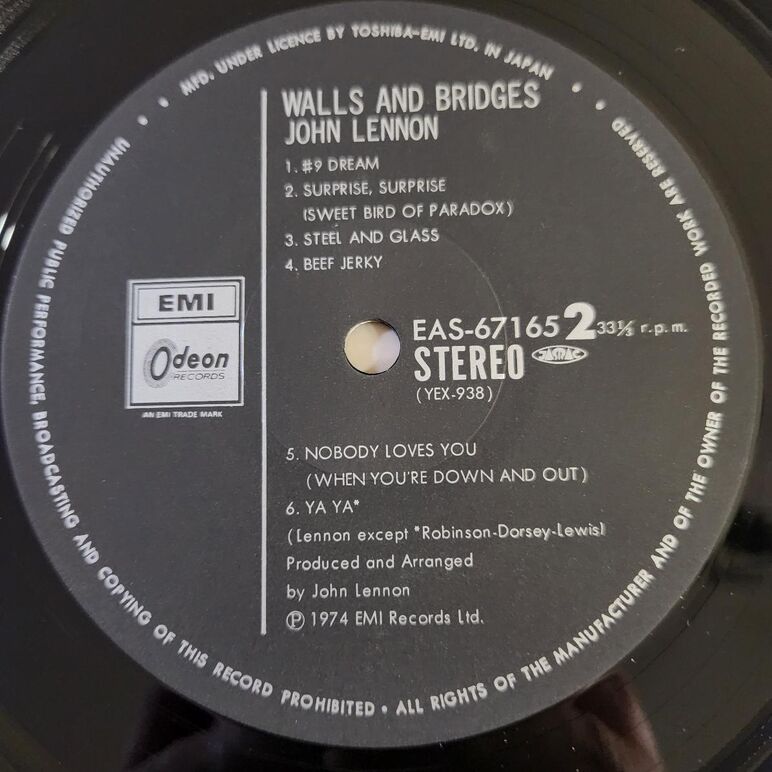 MFD. UNDER LICENCE BY TOSHIBA-EMI LTD. IN JAPAN
WALLS AND BRIDGES
JOHN LENNON
1. #9 DREAM
2. SURPRISE, SURPRISE
(SWEET BIRD OF PARADOX)
3. STEEL AND GLASS
4. BEEF JERKY
EMI
Odeon
RECORDS
AN EMI TRADE MARK
EAS-67165 2 33⅓ r.p.m.
STEREO JASRAC
(YEX-938)
5. NOBODY LOVES YOU
(WHEN YOU'RE DOWN AND OUT)
6. YA YA*
(Lennon except *Robinson-Dorsey-Lewis)
Produced and Arranged
by John Lennon
Ⓟ 1974 EMI Records Ltd.
UNAUTHORIZED PUBLIC PERFORMANCE, BROADCASTING AND COPYING OF THIS RECORD PROHIBITED • ALL RIGHTS OF THE MANUFACTURER AND OF THE OWNER OF THE RECORDED WORK ARE RESERVED